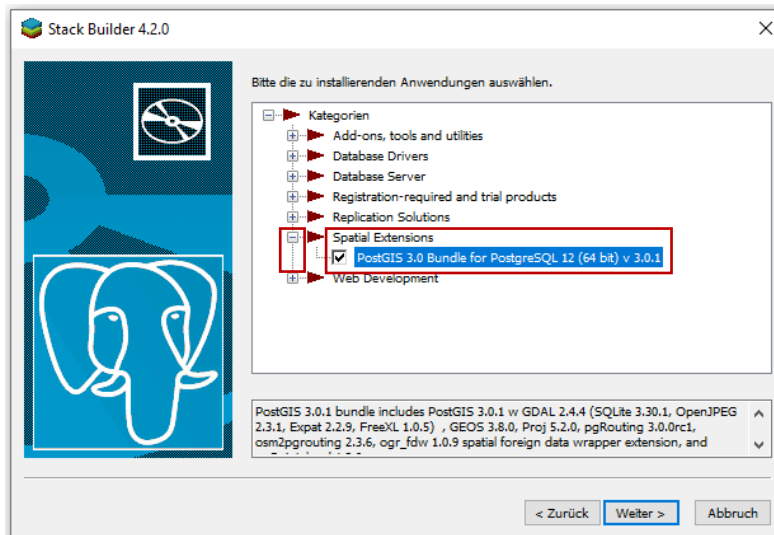 Stack Builder 4.2.0
Bitte die zu installierenden Anwendungen auswählen.
Kategorien
Add-ons, tools and utilities
Database Drivers
Database Server
Registration-required and trial products
Replication Solutions
Spatial Extensions
PostGIS 3.0 Bundle for PostgreSQL 12 (64 bit) v 3.0.1
Web Development
PostGIS 3.0.1 bundle includes PostGIS 3.0.1 w GDAL 2.4.4 (SQLite 3.30.1, OpenJPEG
2.3.1, Expat 2.2.9, FreeXL 1.0.5) , GEOS 3.8.0, Proj 5.2.0, pgRouting 3.0.0rc1,
osm2pgrouting 2.3.6, ogr_fdw 1.0.9 spatial foreign data wrapper extension, and
< Zurück Weiter > Abbruch